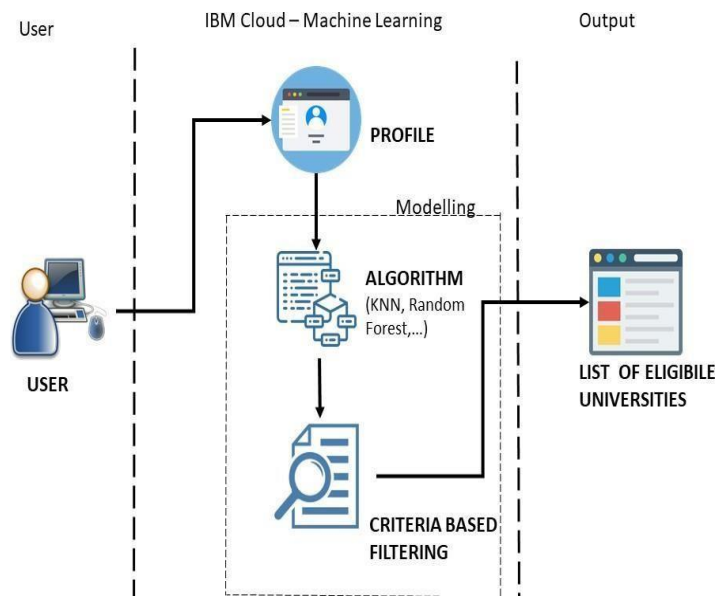 User
IBM Cloud – Machine Learning
Output
PROFILE
Modelling
ALGORITHM
(KNN, Random
Forest,...)
USER
LIST OF ELIGIBILE
UNIVERSITIES
CRITERIA BASED
FILTERING